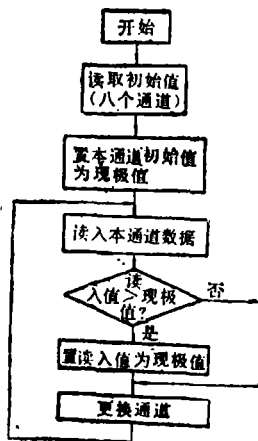 开始
读取初始值
(八个通道)
置本通道初始值
为现极值
读入本通道数据
读
入值>现极
值?
否
是
置读入值为现极值
更换通道